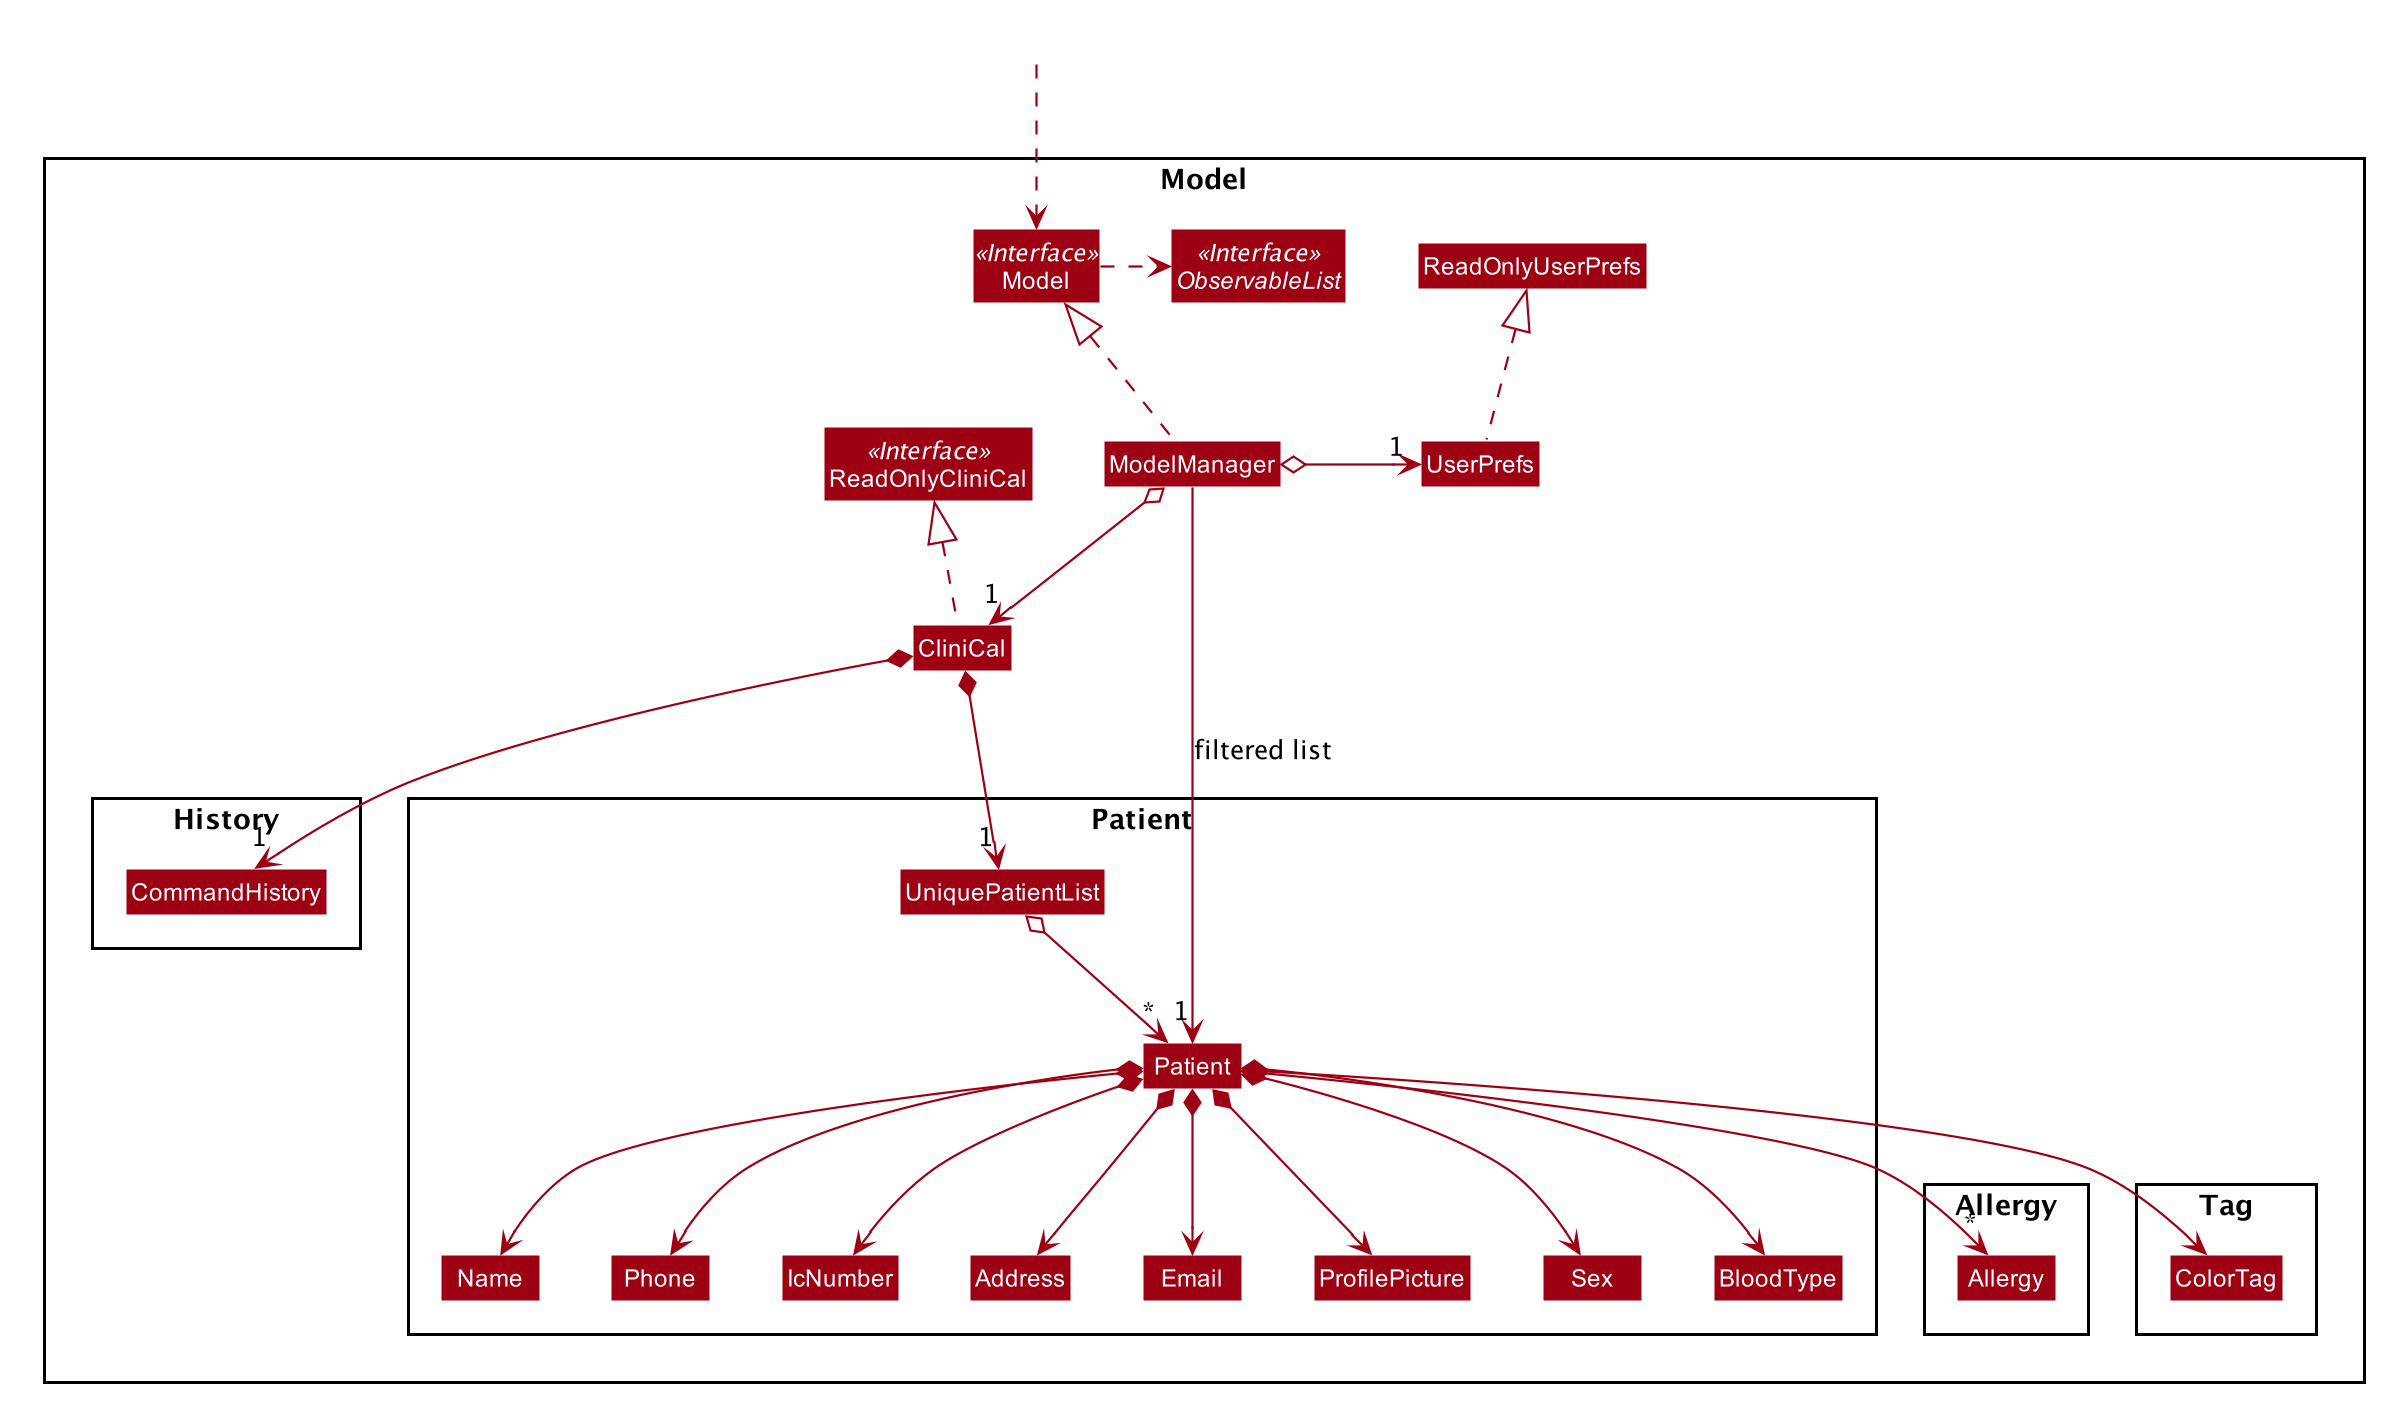 Model
«Interface»
Model
«Interface»
ObservableList
ReadOnlyUserPrefs
«Interface»
ReadOnlyCliniCal
ModelManager
1
UserPrefs
1
CliniCal
filtered list
History
1
CommandHistory
Patient
1
UniquePatientList
*
1
Patient
Name
Phone
IcNumber
Address
Email
ProfilePicture
Sex
BloodType
Allergy
*
Allergy
Tag
ColorTag